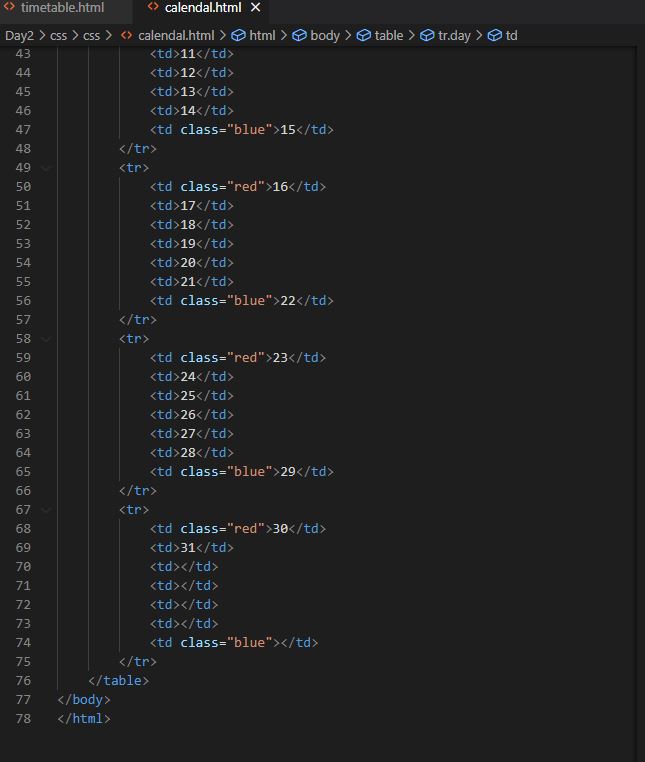 timetable.html calendal.html
Day2 > css > css > calendal.html > html > body > table > tr.day > td
43 <td>11</td>
44 <td>12</td>
45 <td>13</td>
46 <td>14</td>
47 <td class="blue">15</td>
48 </tr>
49 <tr>
50 <td class="red">16</td>
51 <td>17</td>
52 <td>18</td>
53 <td>19</td>
54 <td>20</td>
55 <td>21</td>
56 <td class="blue">22</td>
57 </tr>
58 <tr>
59 <td class="red">23</td>
60 <td>24</td>
61 <td>25</td>
62 <td>26</td>
63 <td>27</td>
64 <td>28</td>
65 <td class="blue">29</td>
66 </tr>
67 <tr>
68 <td class="red">30</td>
69 <td>31</td>
70 <td></td>
71 <td></td>
72 <td></td>
73 <td></td>
74 <td class="blue"></td>
75 </tr>
76 </table>
77 </body>
78 </html>